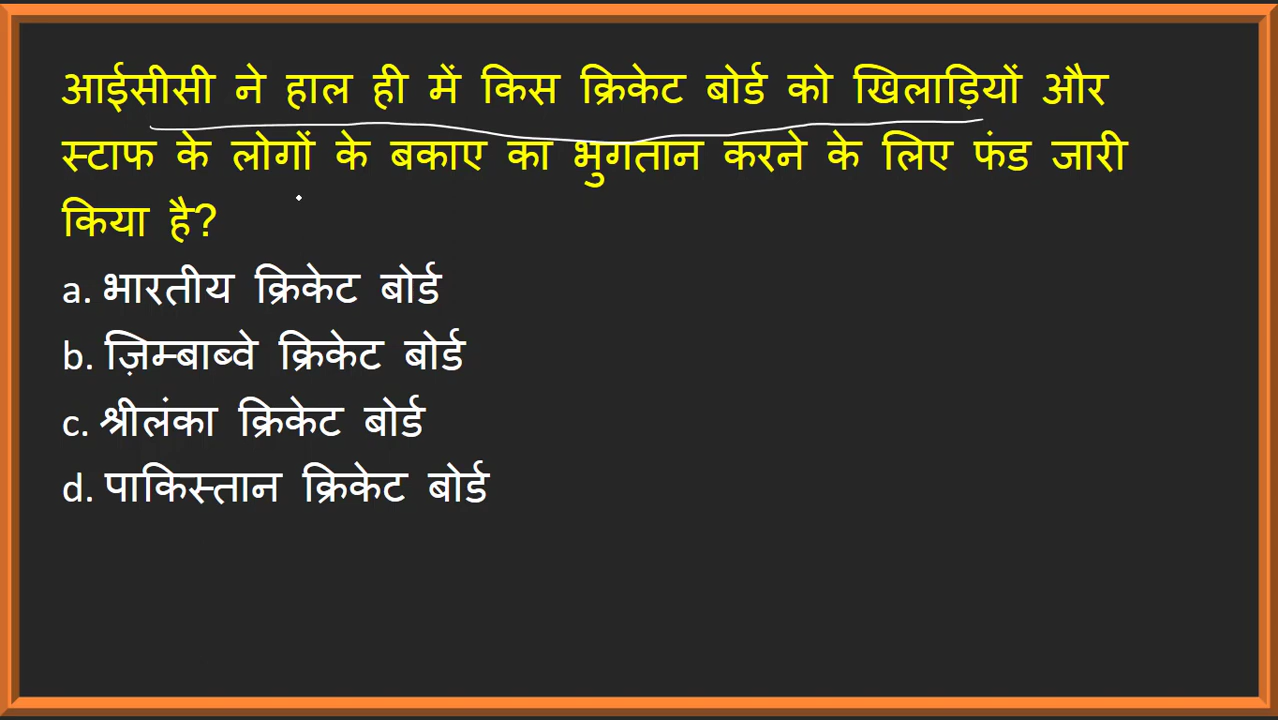 आईसीसी ने हाल ही में किस क्रिकेट बोर्ड को खिलाड़ियों और
स्टाफ के लोगों के बकाए का भुगतान करने के लिए फंड जारी
किया है?
a. भारतीय क्रिकेट बोर्ड
b. ज़िम्बाब्वे क्रिकेट बोर्ड
c. श्रीलंका क्रिकेट बोर्ड
d. पाकिस्तान क्रिकेट बोर्ड